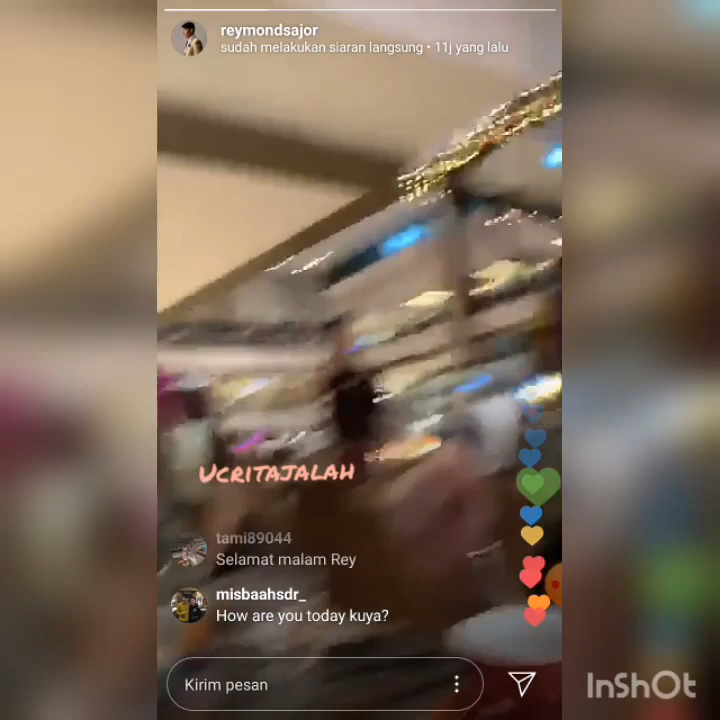 reymondsajor
sudah melakukan siaran langsung • 11j yang lalu
UCRITAJALAH
tami89044
Selamat malam Rey
misbaahsdr_
How are you today kuya?
Kirim pesan
InShOt